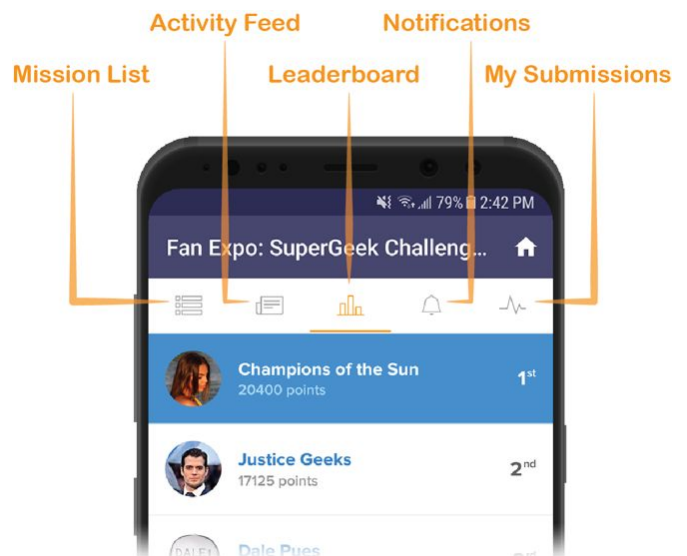 Activity Feed
Notifications
Mission List
Leaderboard
My Submissions
79% 2:42 PM
Fan Expo: SuperGeek Challeng...
Champions of the Sun
20400 points
1st
Justice Geeks
17125 points
2nd
DALE
Dale Pues